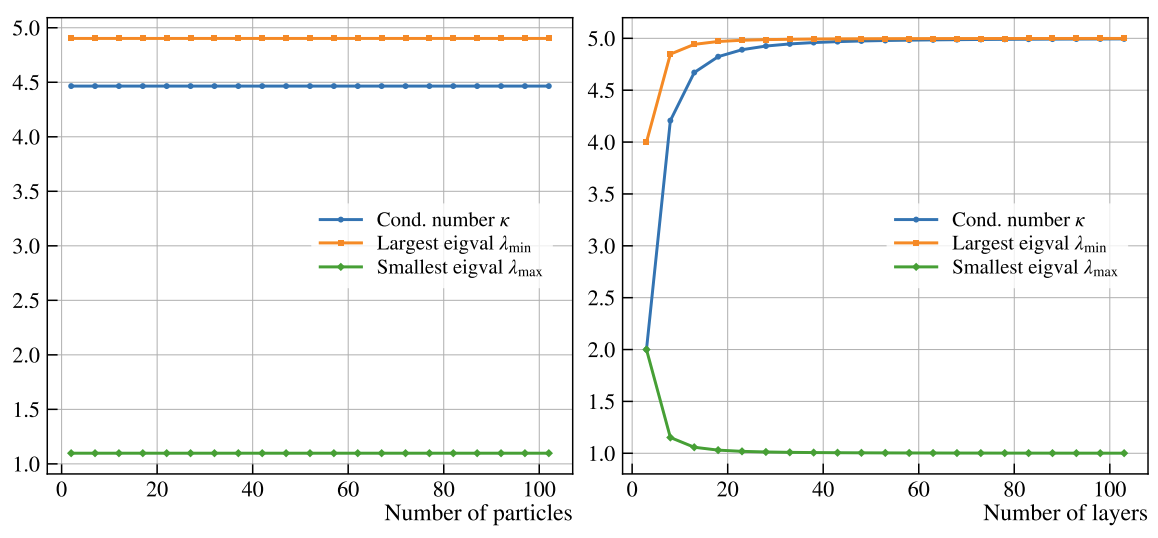 5.0
4.5
4.0
3.5
3.0
2.5
2.0
1.5
1.0
Cond. number κ
Largest eigval λmin
Smallest eigval λmax
0 20 40 60 80 100
Number of particles
5.0
4.5
4.0
3.5
3.0
2.5
2.0
1.5
1.0
Cond. number κ
Largest eigval λmin
Smallest eigval λmax
0 20 40 60 80 100
Number of layers